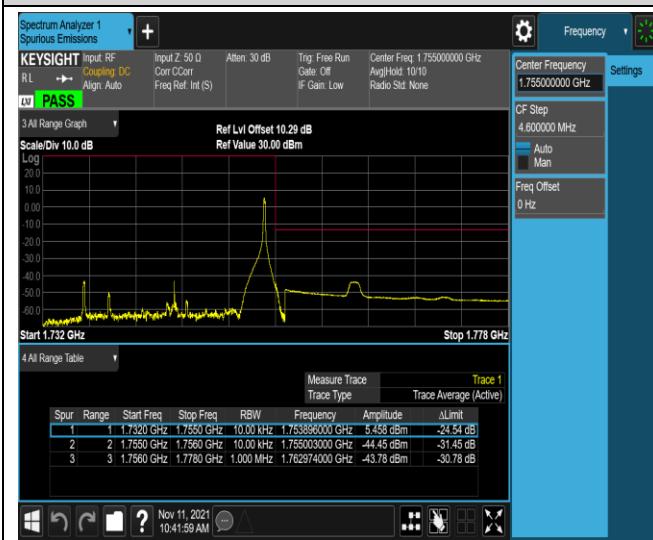 Spectrum Analyzer 1
Spurious Emissions
+
Frequency
KEYSIGHT Input: RF Input Z: 50 Ω Atten: 30 dB Trig: Free Run Center Freq: 1.755000000 GHz
RL Coupling: DC Corr CCorr Gate: Off Avg|Hold: 10/10
Align: Auto Freq Ref: Int (S) IF Gain: Low Radio Std: None
LXI PASS
Center Frequency
1.755000000 GHz
Settings
CF Step
4.600000 MHz
Auto
Man
Freq Offset
0 Hz
3 All Range Graph
Ref Lvl Offset 10.29 dB
Scale/Div 10.0 dB Ref Value 30.00 dBm
Log
20.0
10.0
0.00
-10.0
-20.0
-30.0
-40.0
-50.0
-60.0
Start 1.732 GHz Stop 1.778 GHz
4 All Range Table
Measure Trace Trace 1
Trace Type Trace Average (Active)
Spur Range Start Freq Stop Freq RBW Frequency Amplitude ΔLimit
1 1 1.7320 GHz 1.7550 GHz 10.00 kHz 1.753896000 GHz 5.458 dBm -24.54 dB
2 2 1.7550 GHz 1.7560 GHz 10.00 kHz 1.755003000 GHz -44.45 dBm -31.45 dB
3 3 1.7560 GHz 1.7780 GHz 1.000 MHz 1.762974000 GHz -43.78 dBm -30.78 dB
? Nov 11, 2021
10:41:59 AM